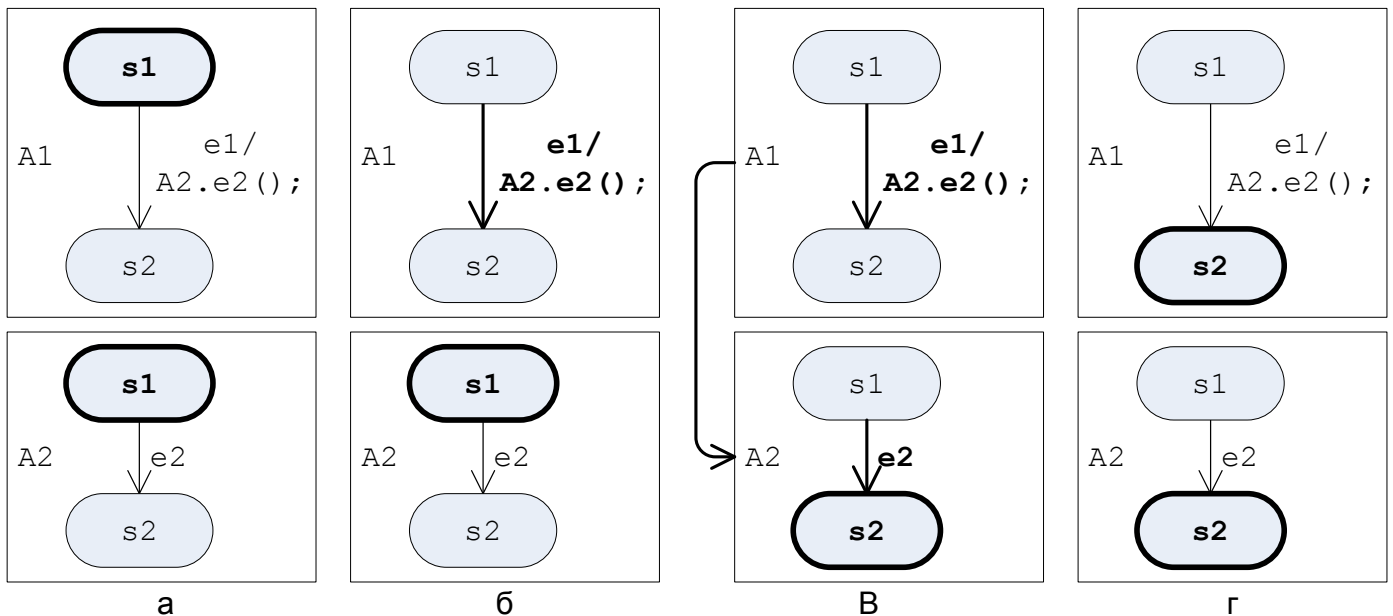 s1
A1
e1/
A2.e2();
s2
s1
A2
e2
s2
а
s1
A1
e1/
A2.e2();
s2
s1
A2
e2
s2
б
s1
A1
e1/
A2.e2();
s2
s1
A2
e2
s2
В
s1
A1
e1/
A2.e2();
s2
s1
A2
e2
s2
г